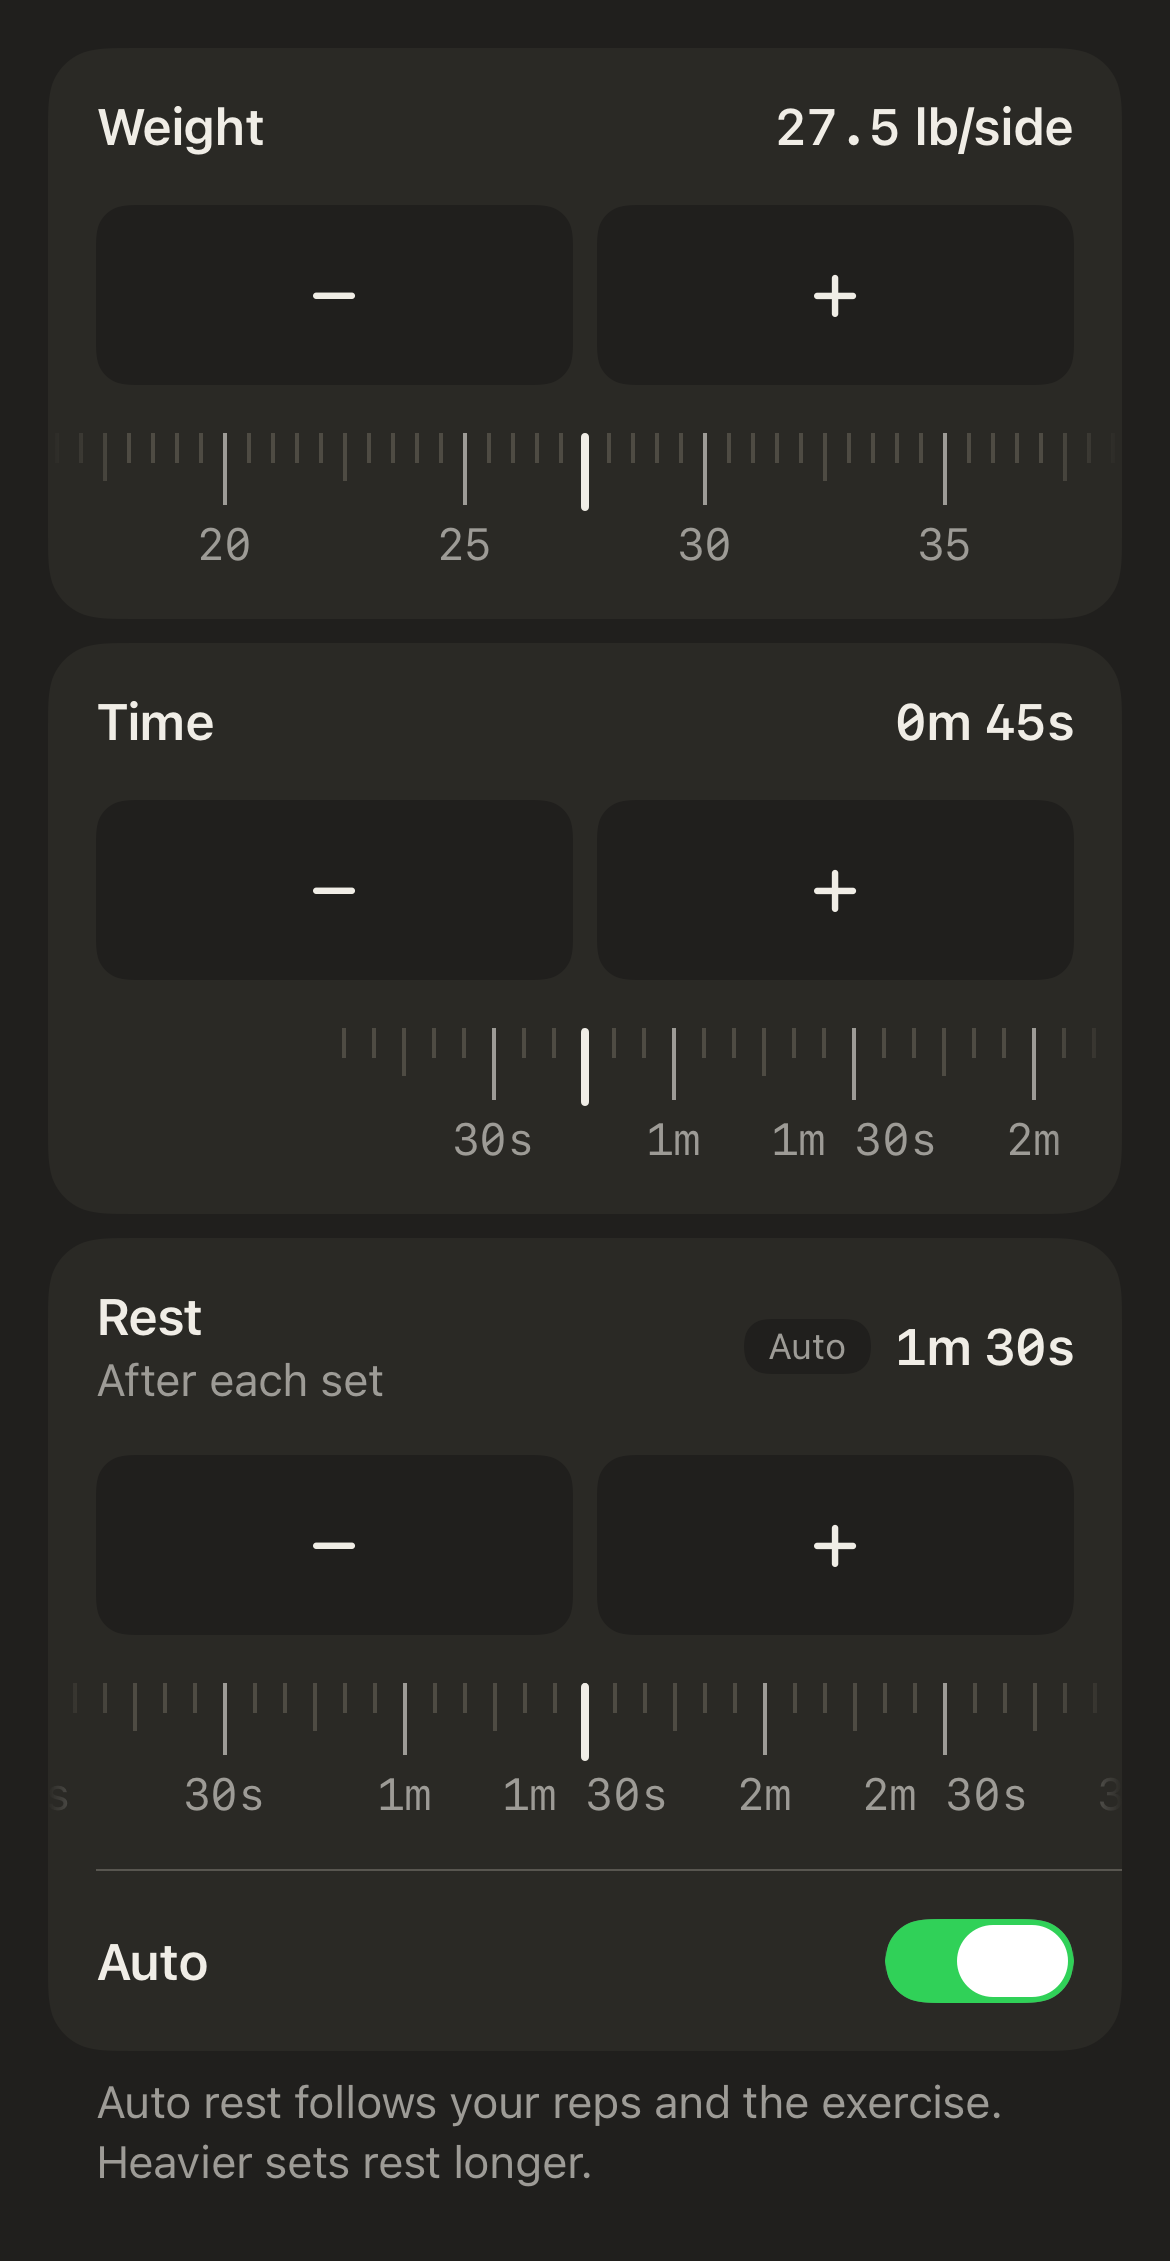 Weight 27.5 lb/side
− +
20 25 30 35
Time 0m 45s
− +
30s 1m 1m 30s 2m
Rest
After each set
Auto 1m 30s
− +
s 30s 1m 1m 30s 2m 2m 30s 3
Auto
Auto rest follows your reps and the exercise.
Heavier sets rest longer.